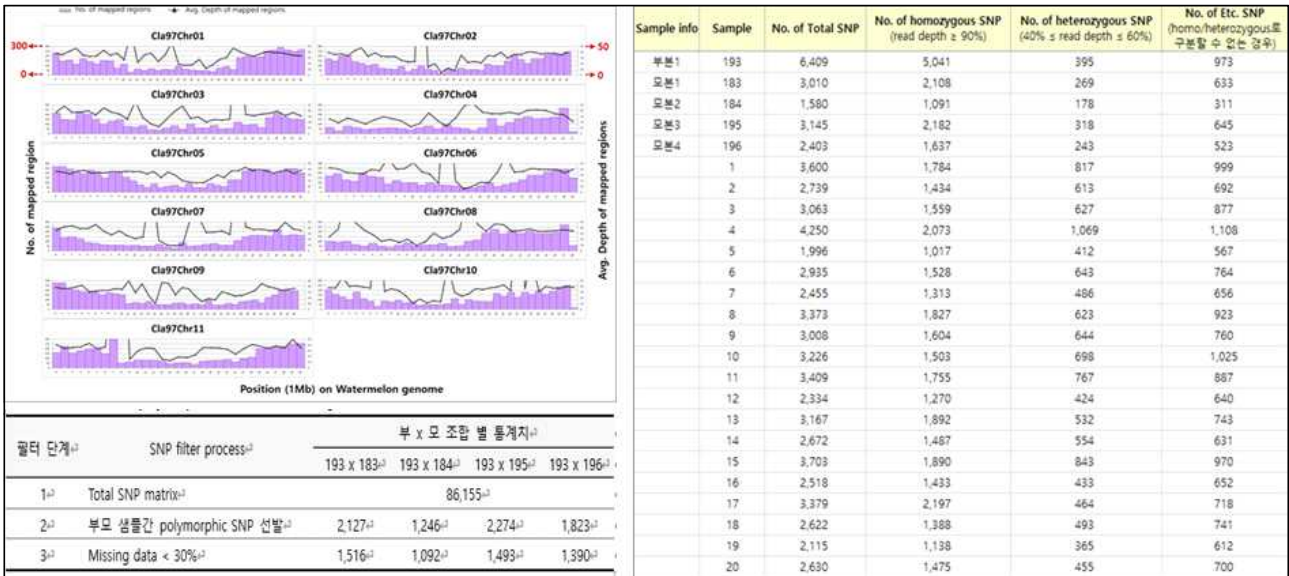 No. of mapped regions Avg. Depth of mapped regions
Cla97Chr01 Cla97Chr02
300 50
0 0
Cla97Chr03 Cla97Chr04
Cla97Chr05 Cla97Chr06
Cla97Chr07 Cla97Chr08
Cla97Chr09 Cla97Chr10
Cla97Chr11
No. of mapped region
Avg. Depth of mapped regions
Position (1Mb) on Watermelon genome
필터 단계 SNP filter process 부 x 모 조합 별 통계치
193 x 183 193 x 184 193 x 195 193 x 196
1 Total SNP matrix 86,155
2 부모 샘플간 polymorphic SNP 선발 2,127 1,246 2,274 1,823
3 Missing data < 30% 1,516 1,092 1,493 1,390
Sample info Sample No. of Total SNP No. of homozygous SNP No. of heterozygous SNP No. of Etc. SNP
(read depth ≥ 90%) (40% ≤ read depth ≤ 60%) (homo/heterozygous로
구분할 수 없는 경우)
부본1 193 6,409 5,041 395 973
모본1 183 3,010 2,108 269 633
모본2 184 1,580 1,091 178 311
모본3 195 3,145 2,182 318 645
모본4 196 2,403 1,637 243 523
1 3,600 1,784 817 999
2 2,739 1,434 613 692
3 3,063 1,559 627 877
4 4,250 2,073 1,069 1,108
5 1,996 1,017 412 567
6 2,935 1,528 643 764
7 2,455 1,313 486 656
8 3,373 1,827 623 923
9 3,008 1,604 644 760
10 3,226 1,503 698 1,025
11 3,409 1,755 767 887
12 2,334 1,270 424 640
13 3,167 1,892 532 743
14 2,672 1,487 554 631
15 3,703 1,890 843 970
16 2,518 1,433 433 652
17 3,379 2,197 464 718
18 2,622 1,388 493 741
19 2,115 1,138 365 612
20 2,630 1,475 455 700